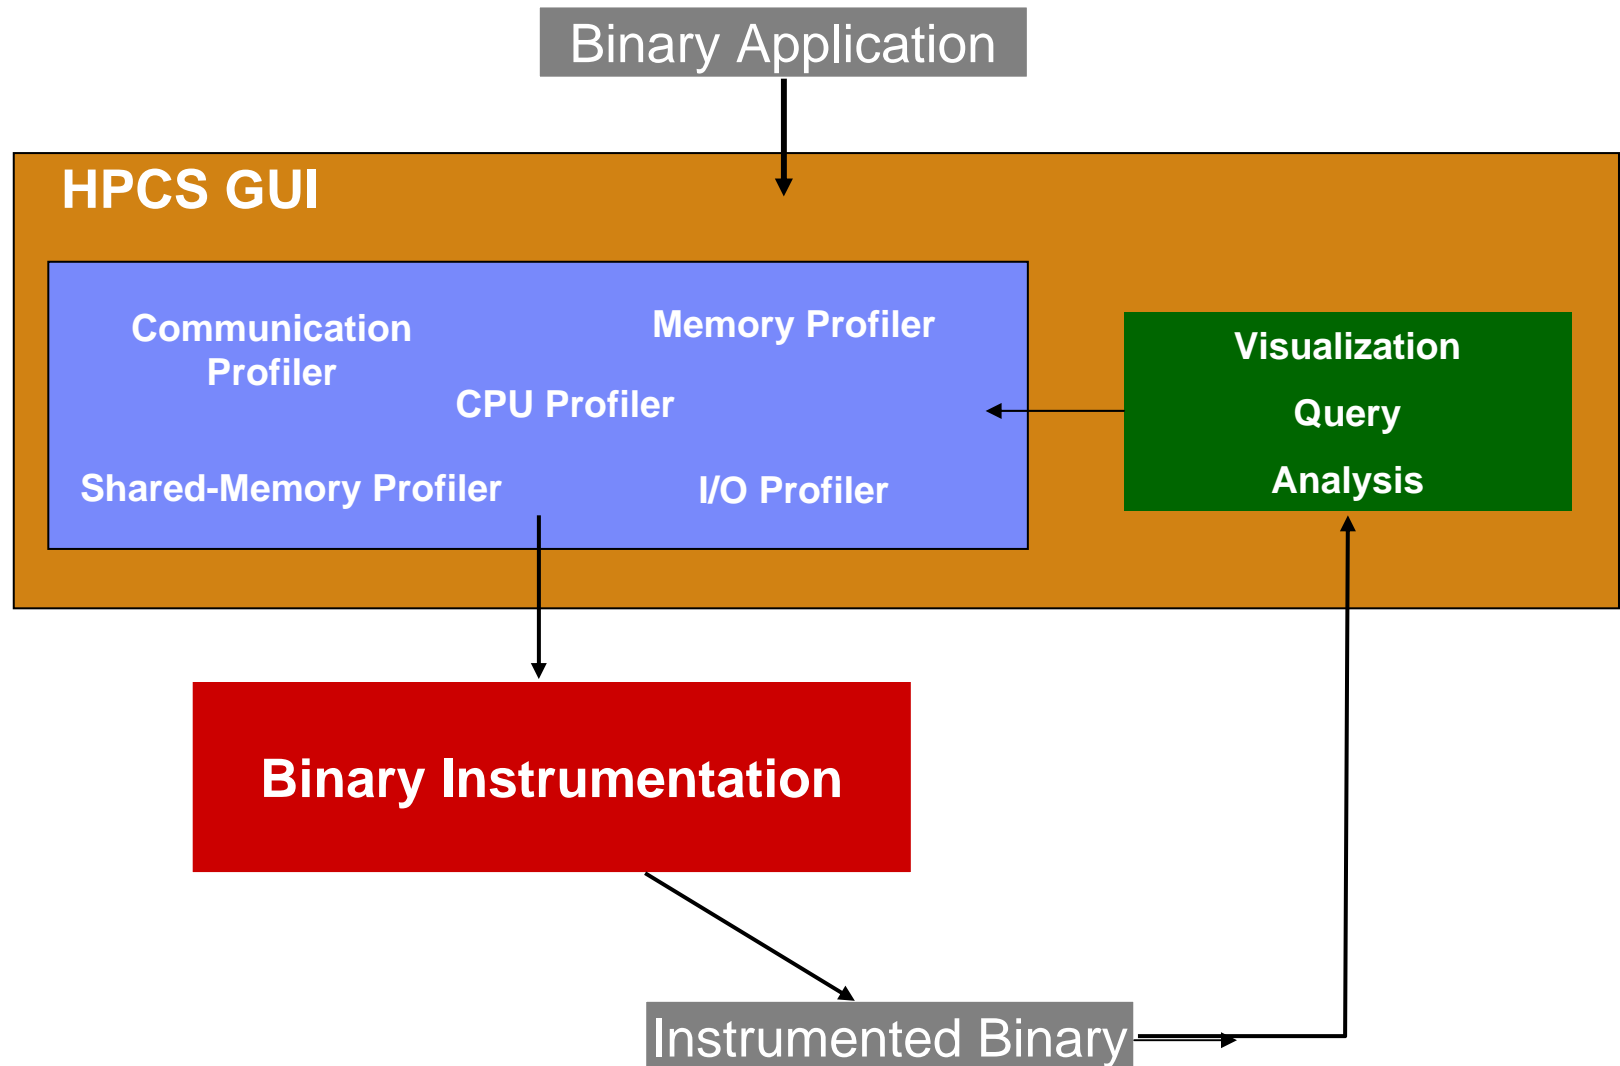 Binary Application
HPCS GUI
Communication
Profiler
Memory Profiler
CPU Profiler
Shared-Memory Profiler
I/O Profiler
Visualization
Query
Analysis
Binary Instrumentation
Instrumented Binary